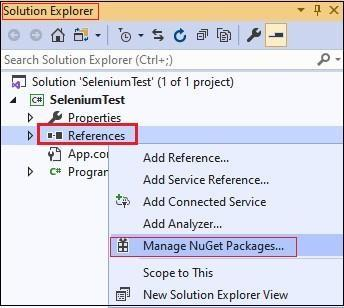 Solution Explorer
Search Solution Explorer (Ctrl+;)
Solution 'SeleniumTest' (1 of 1 project)
C# SeleniumTest
Properties
References
App.con
C# Program
Add Reference...
Add Service Reference...
Add Connected Service
Add Analyzer...
Manage NuGet Packages...
Scope to This
New Solution Explorer View